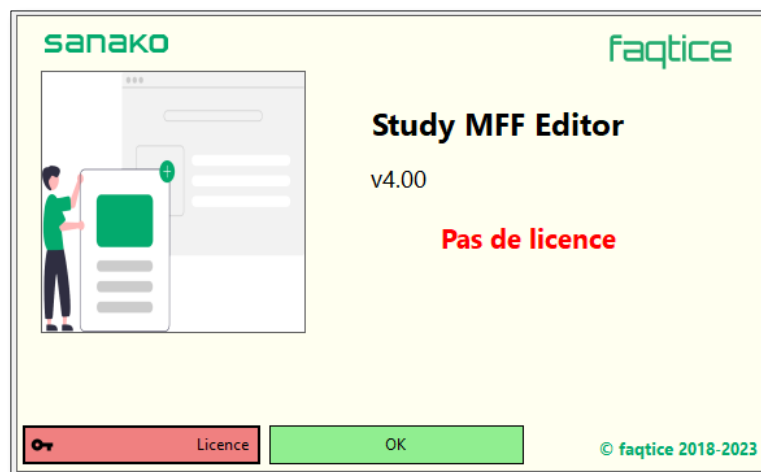 sanako
faqtice
Study MFF Editor
v4.00
Pas de licence
Licence
OK
© faqtice 2018-2023